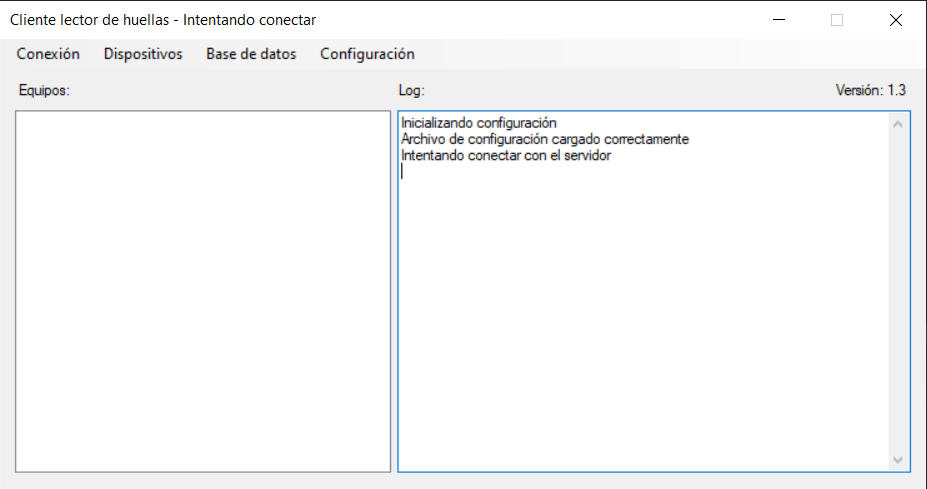 Cliente lector de huellas - Intentando conectar
Conexión Dispositivos Base de datos Configuración
Equipos: Log: Versión: 1.3
Inicializando configuración
Archivo de configuración cargado correctamente
Intentando conectar con el servidor